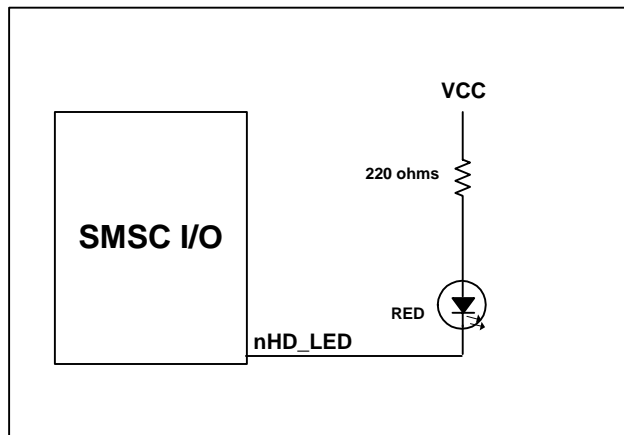 VCC
220 ohms
SMSC I/O
RED
nHD_LED